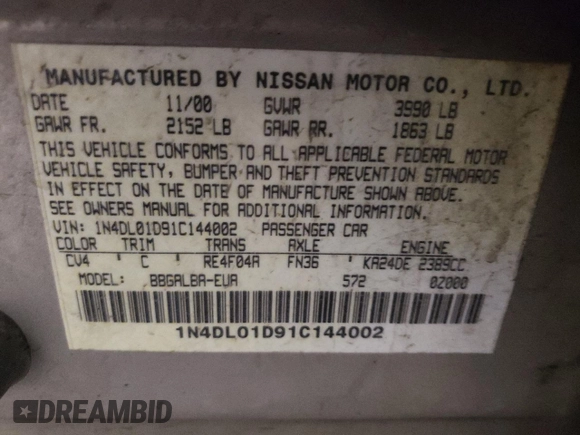 MANUFACTURED BY NISSAN MOTOR CO., LTD.
DATE 11/00 GVWR 3990 LB
GAWR FR. 2152 LB GAWR RR. 1863 LB
THIS VEHICLE CONFORMS TO ALL APPLICABLE FEDERAL MOTOR
VEHICLE SAFETY, BUMPER AND THEFT PREVENTION STANDARDS
IN EFFECT ON THE DATE OF MANUFACTURE SHOWN ABOVE.
SEE OWNERS MANUAL FOR ADDITIONAL INFORMATION.
VIN: 1N4DL01D91C144002 PASSENGER CAR
COLOR TRIM TRANS AXLE ENGINE
CV4 C RE4F04A FN36 KA24DE 2389CC
MODEL: BBGALBA-EUA 572 0Z000
1N4DL01D91C144002
DREAMBID